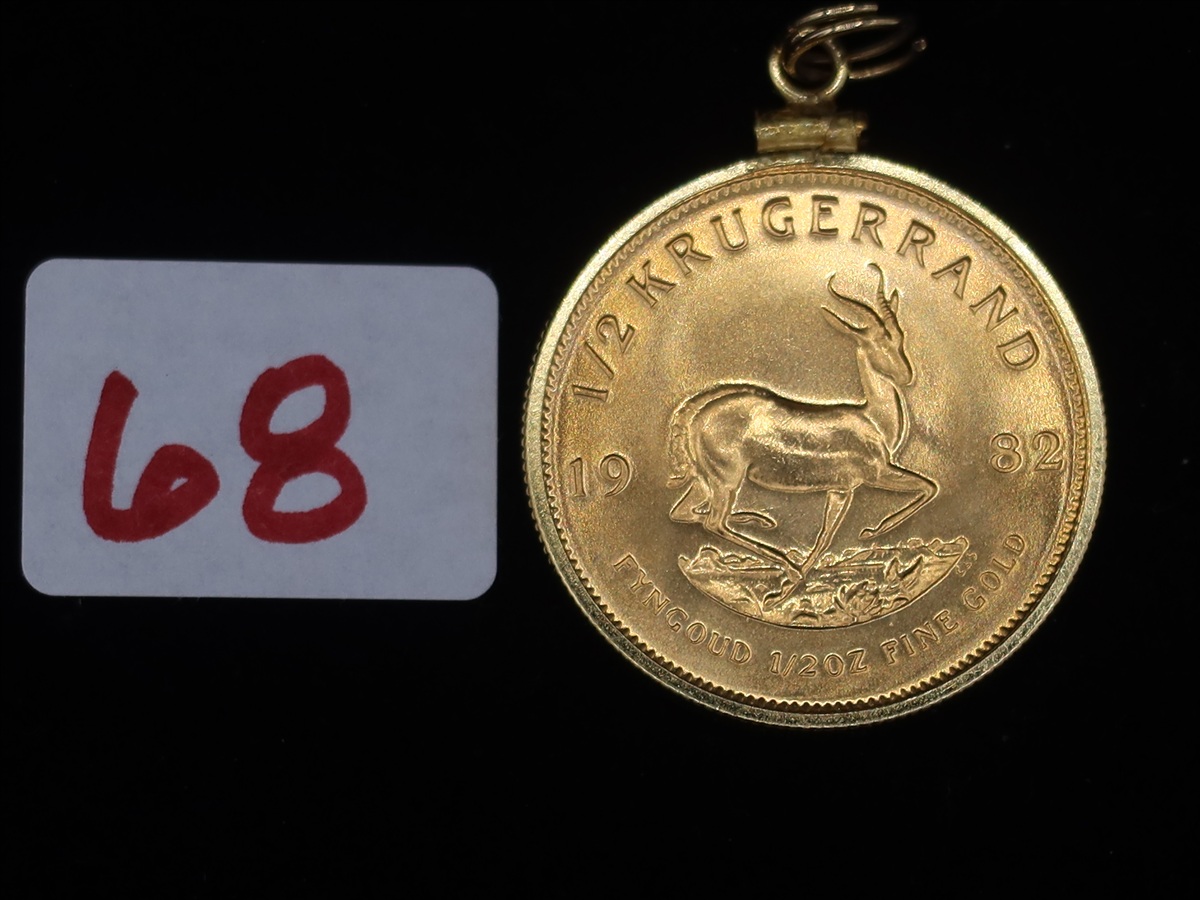 68
1/2 KRUGERRAND
19 82
FYNGOUD 1/2OZ FINE GOLD